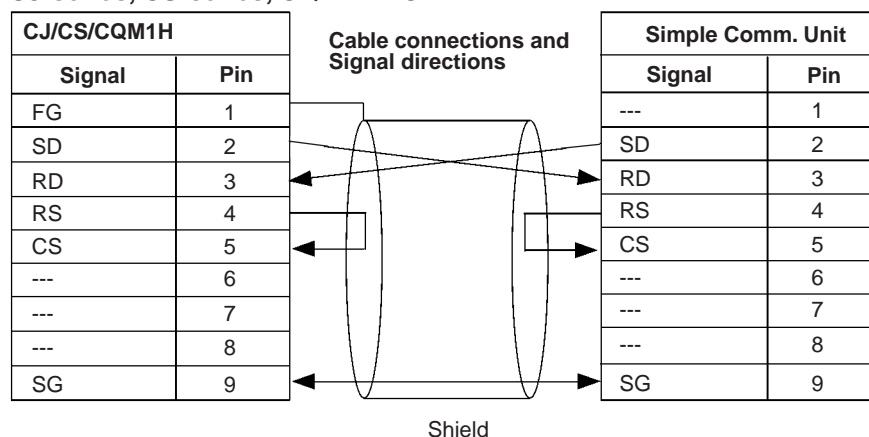 CJ/CS/CQM1H
Cable connections and
Signal directions
Simple Comm. Unit
Signal Pin
Signal Pin
FG 1
--- 1
SD 2
SD 2
RD 3
RD 3
RS 4
RS 4
CS 5
CS 5
--- 6
--- 6
--- 7
--- 7
--- 8
--- 8
SG 9
SG 9
Shield